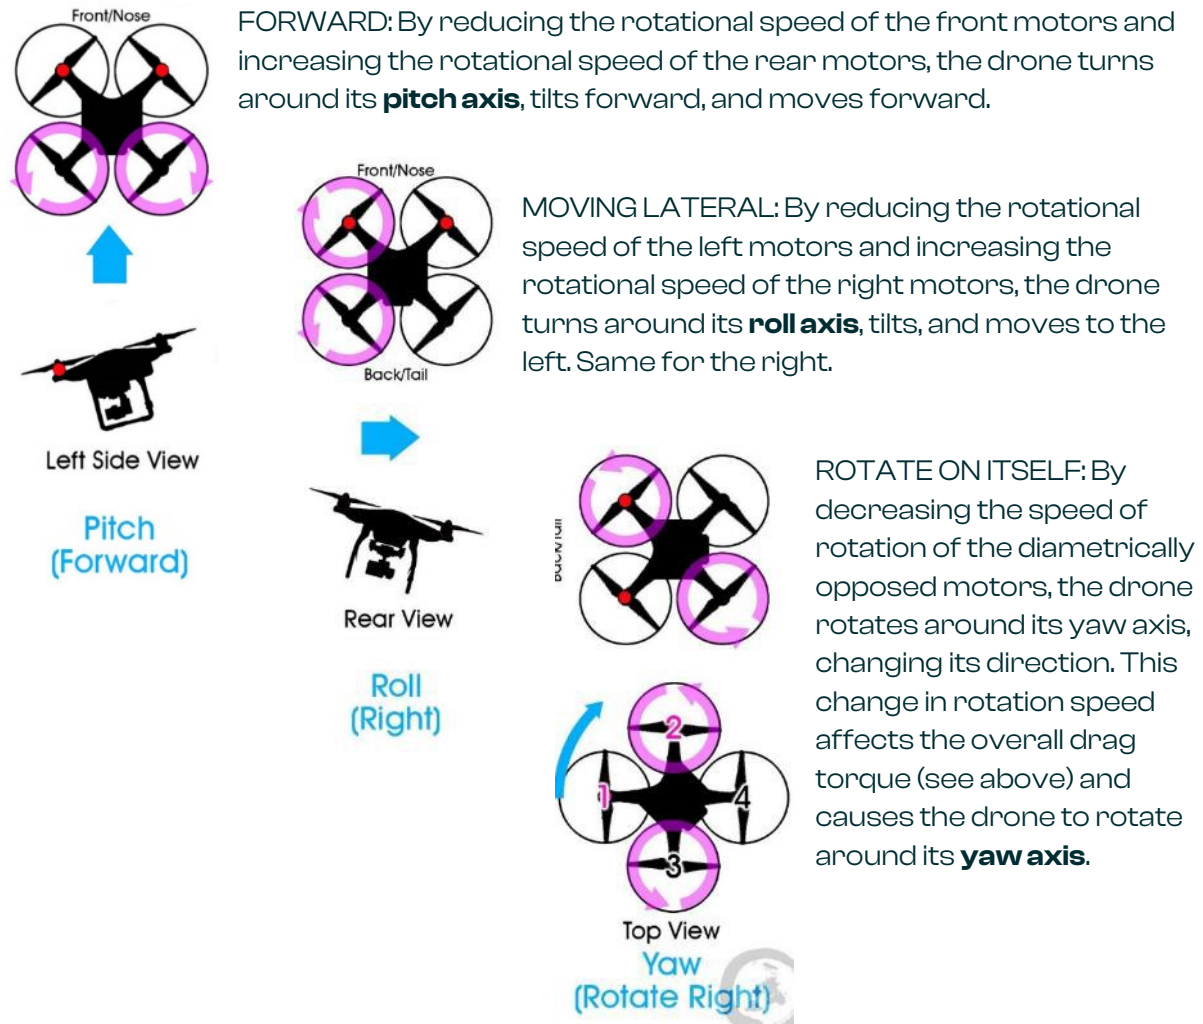 Front/Nose
FORWARD: By reducing the rotational speed of the front motors and
increasing the rotational speed of the rear motors, the drone turns
around its pitch axis, tilts forward, and moves forward.
Left Side View
Pitch
(Forward)
Front/Nose
Back/Tail
MOVING LATERAL: By reducing the rotational
speed of the left motors and increasing the
rotational speed of the right motors, the drone
turns around its roll axis, tilts, and moves to the
left. Same for the right.
Rear View
Roll
(Right)
Back/Tail
ROTATE ON ITSELF: By
decreasing the speed of
rotation of the diametrically
opposed motors, the drone
rotates around its yaw axis,
changing its direction. This
change in rotation speed
affects the overall drag
torque (see above) and
causes the drone to rotate
around its yaw axis.
2
1
4
3
Top View
Yaw
(Rotate Right)